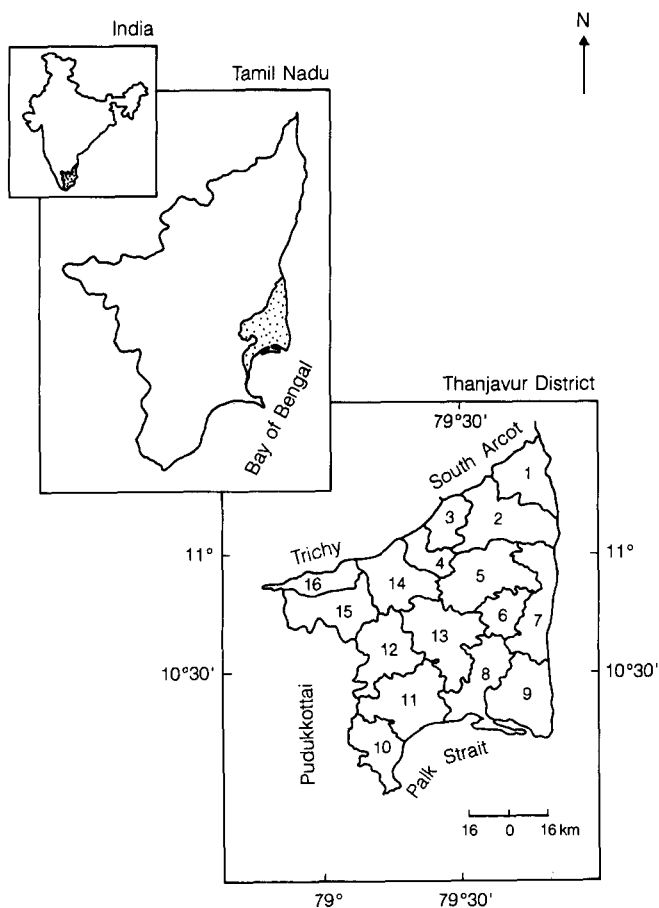 N
India
Tamil Nadu
Bay of Bengal
Thanjavur District
79°30'
South Arcot
1
2
3
Trichy
11°
11°
4
5
16
14
15
6
7
13
12
10°30'
10°30'
8
9
11
Pudukkottai
10
Palk Strait
16 0 16 km
79°
79°30'